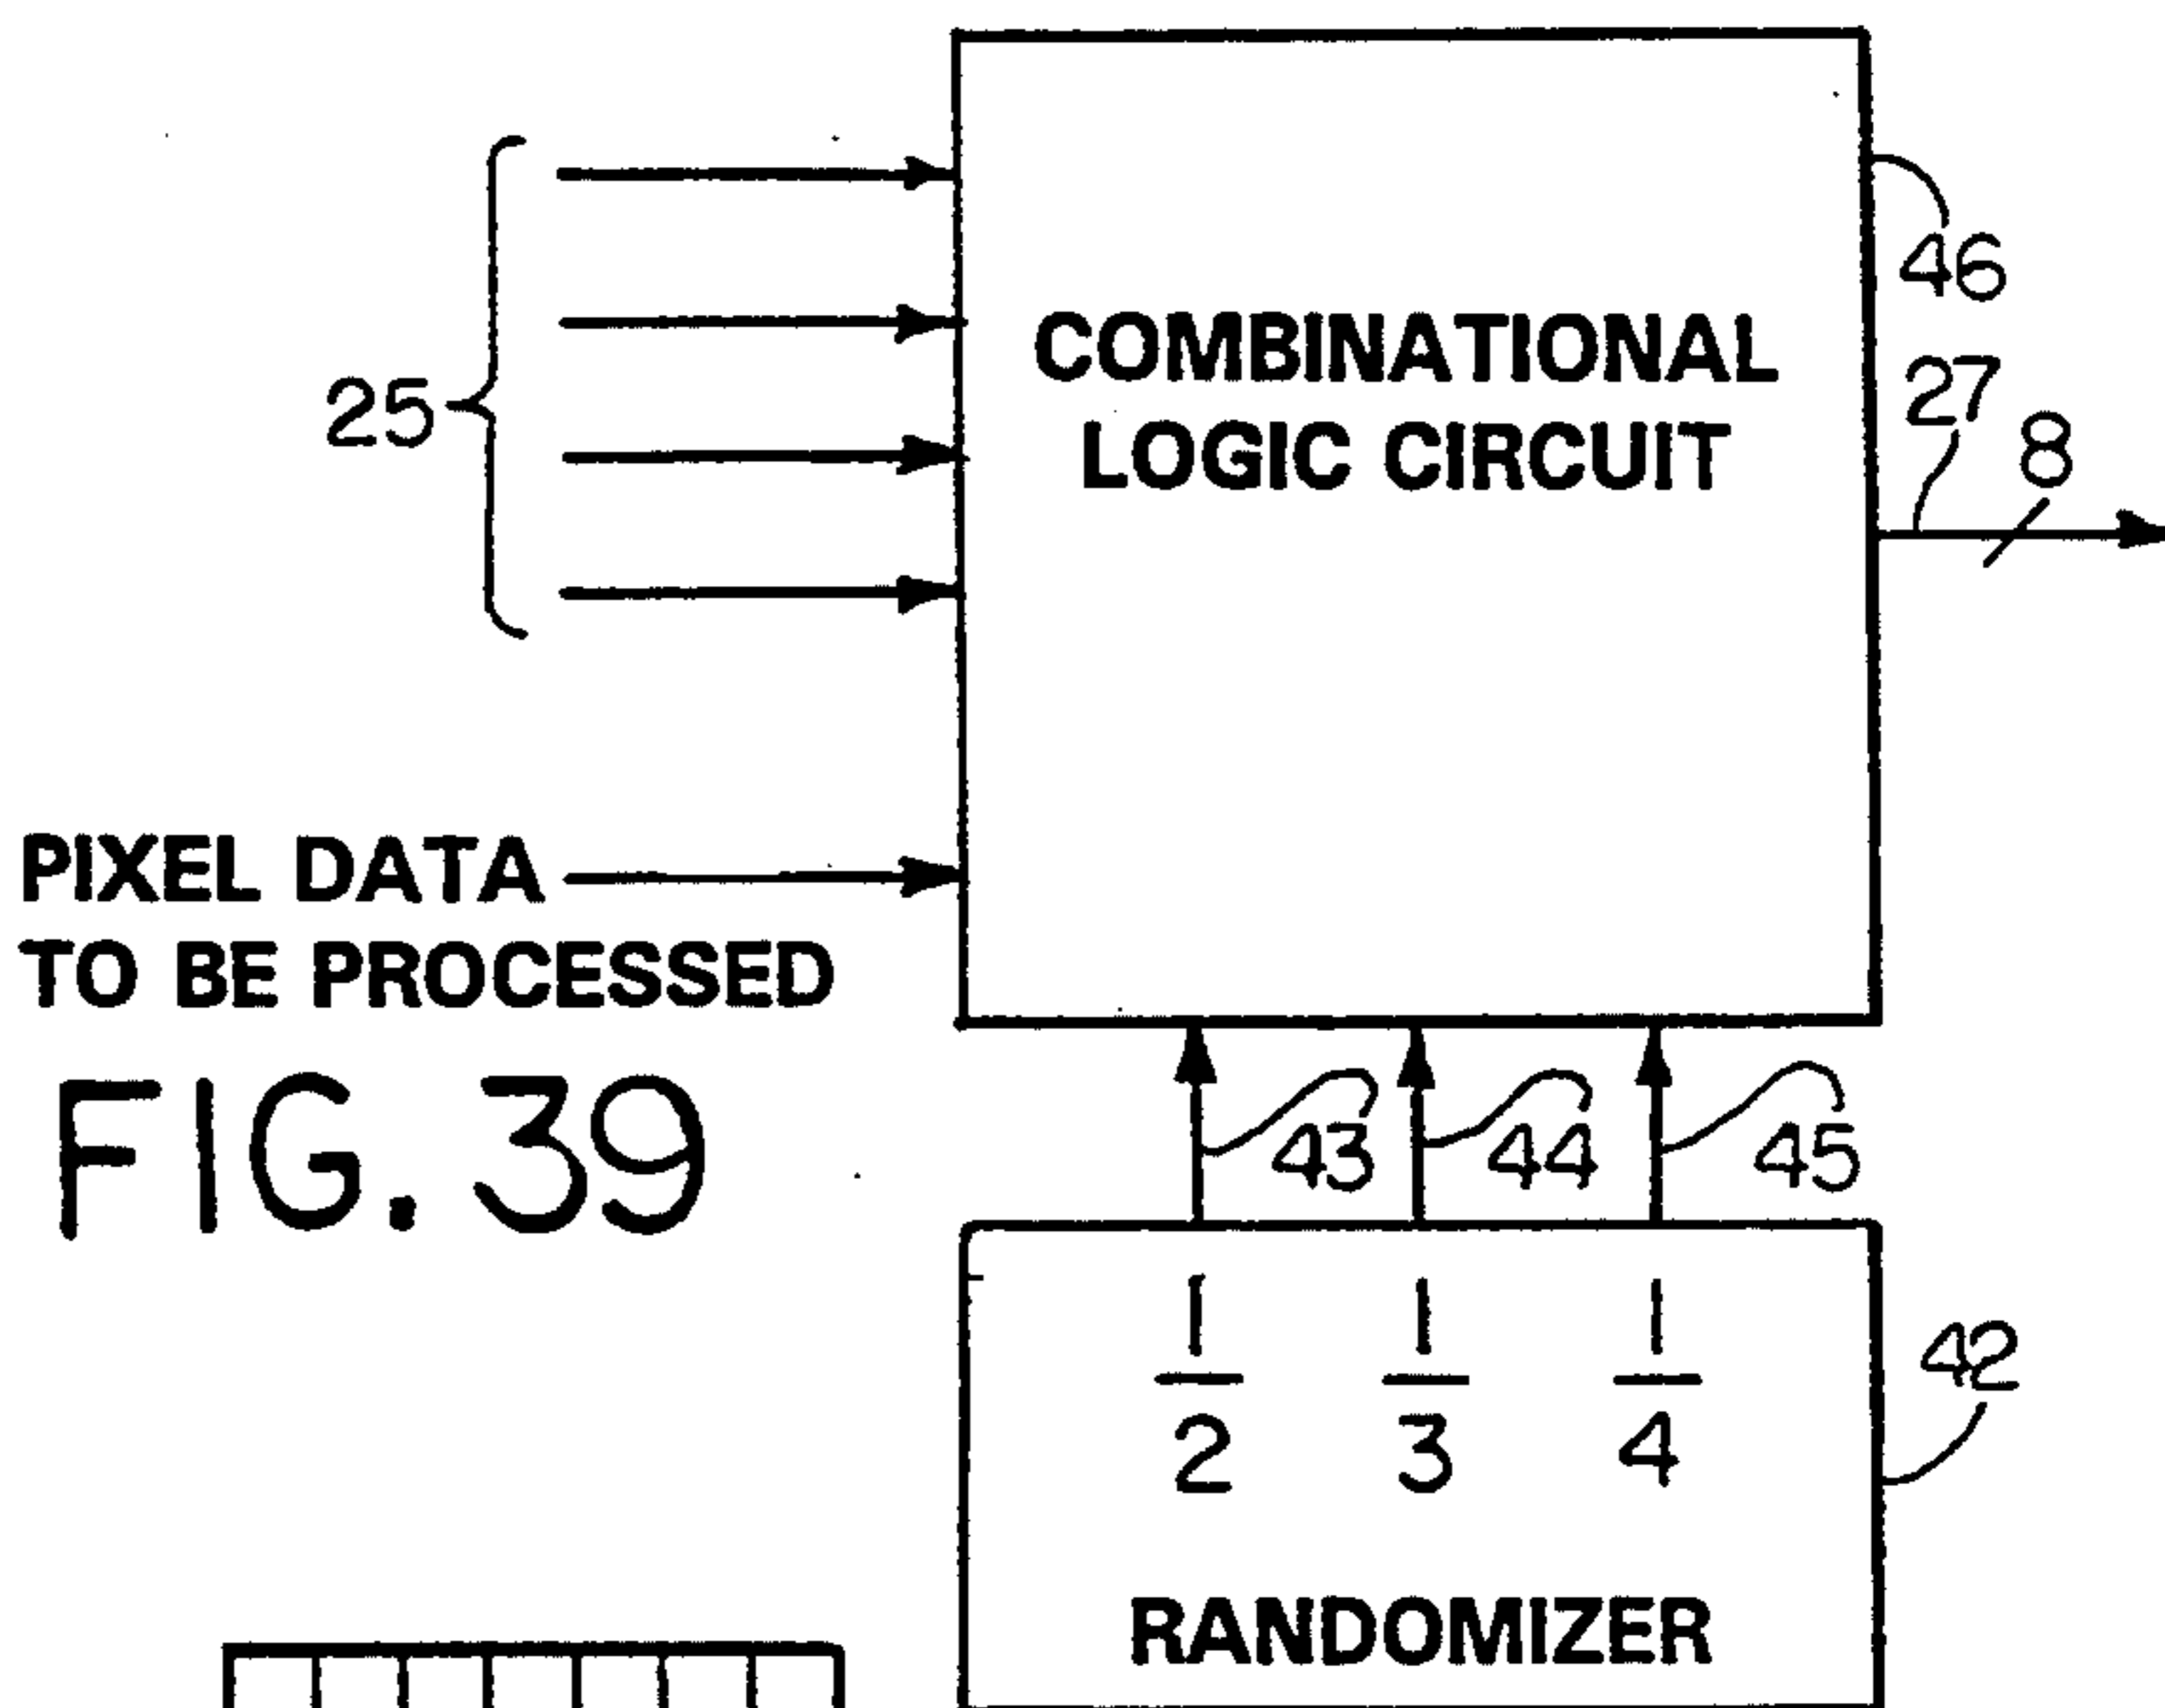 46
COMBINATIONAL
LOGIC CIRCUIT
25
27
8
PIXEL DATA
TO BE PROCESSED
43
44
45
FIG. 39
1/2 1/3 1/4
42
RANDOMIZER